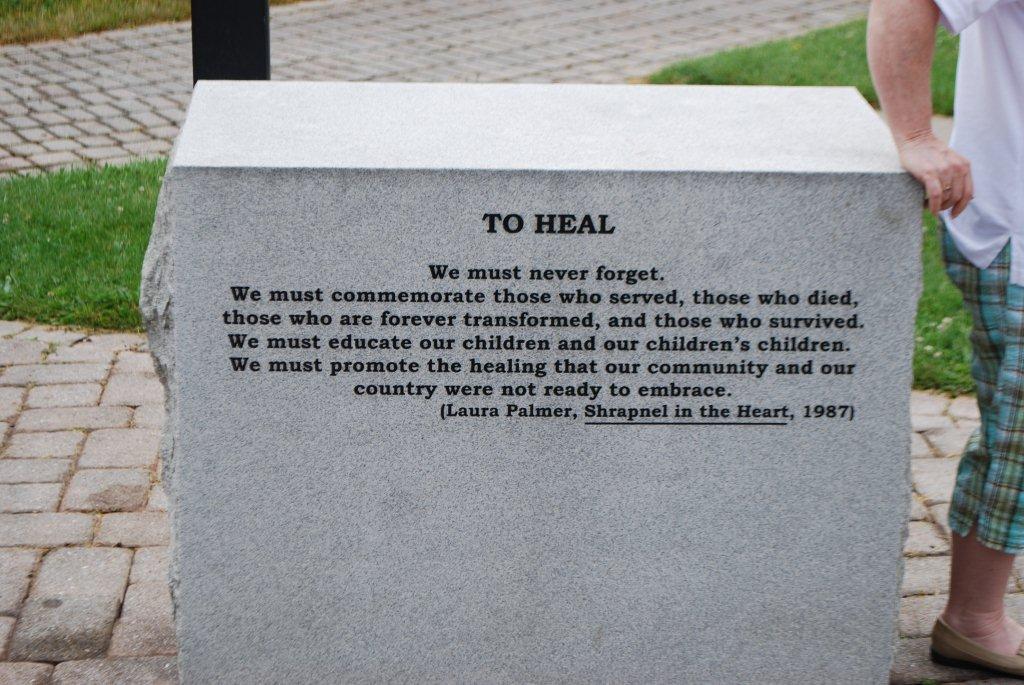 TO HEAL
We must never forget.
We must commemorate those who served, those who died,
those who are forever transformed, and those who survived.
We must educate our children and our children's children.
We must promote the healing that our community and our
country were not ready to embrace.
(Laura Palmer, Shrapnel in the Heart, 1987)